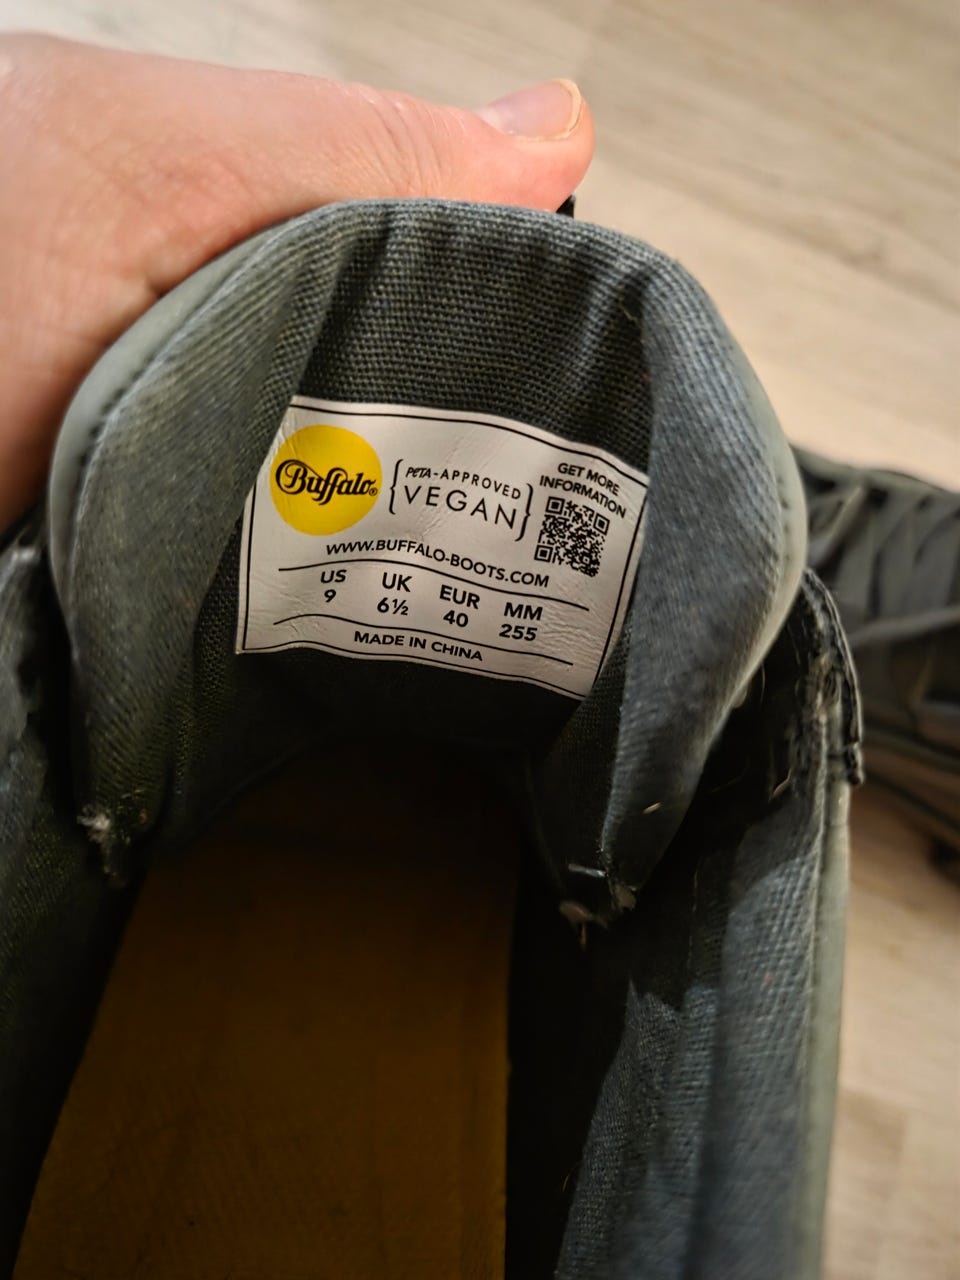 Buffalo®
{PETA-APPROVED
VEGAN}
GET MORE
INFORMATION
WWW.BUFFALO-BOOTS.COM
US UK EUR MM
9 6½ 40 255
MADE IN CHINA